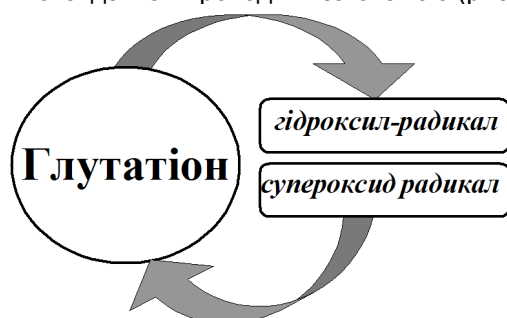 гідроксил-радикал
Глутатіон
супероксид радикал